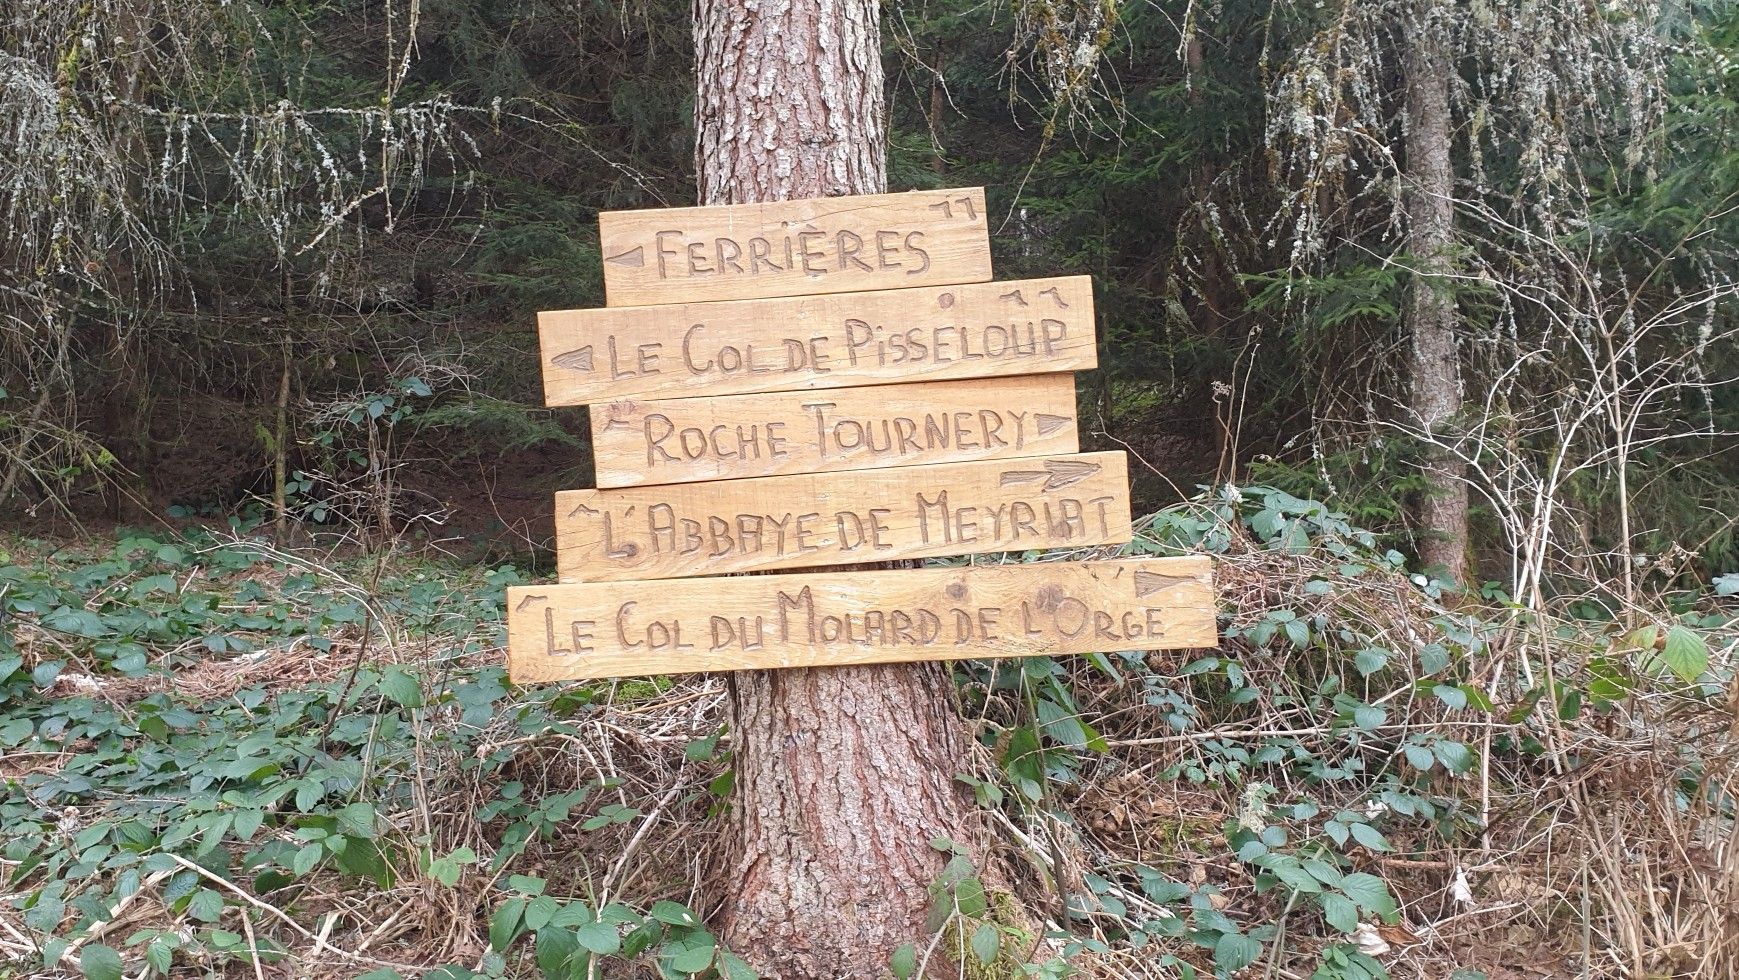 FERRIÈRES
LE COL DE PISSELOUP
ROCHE TOURNERY
L'ABBAYE DE MEYRIAT
LE COL DU MOLARD DE L'ORGE